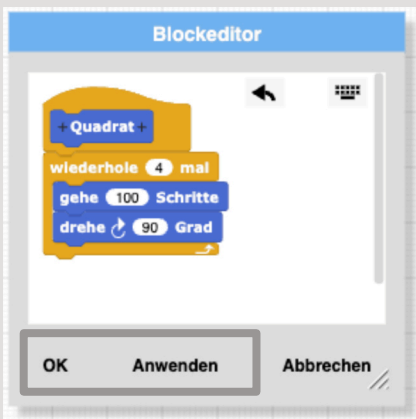 Blockeditor
+Quadrat+
wiederhole 4 mal
gehe 100 Schritte
drehe 90 Grad
OK Anwenden Abbrechen